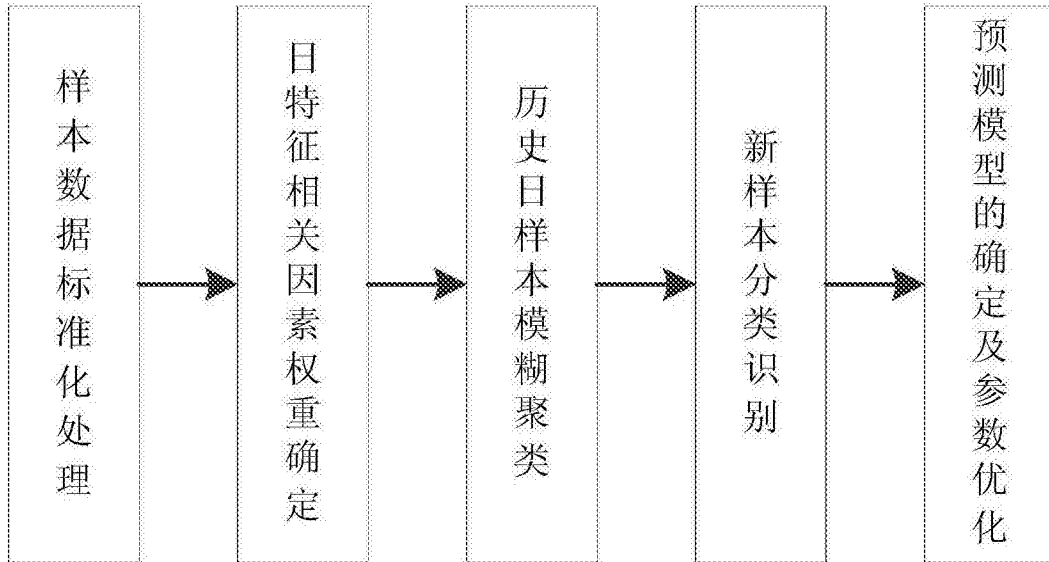 样本数据标准化处理
日特征相关因素权重确定
历史日样本模糊聚类
新样本分类识别
预测模型的确定及参数优化